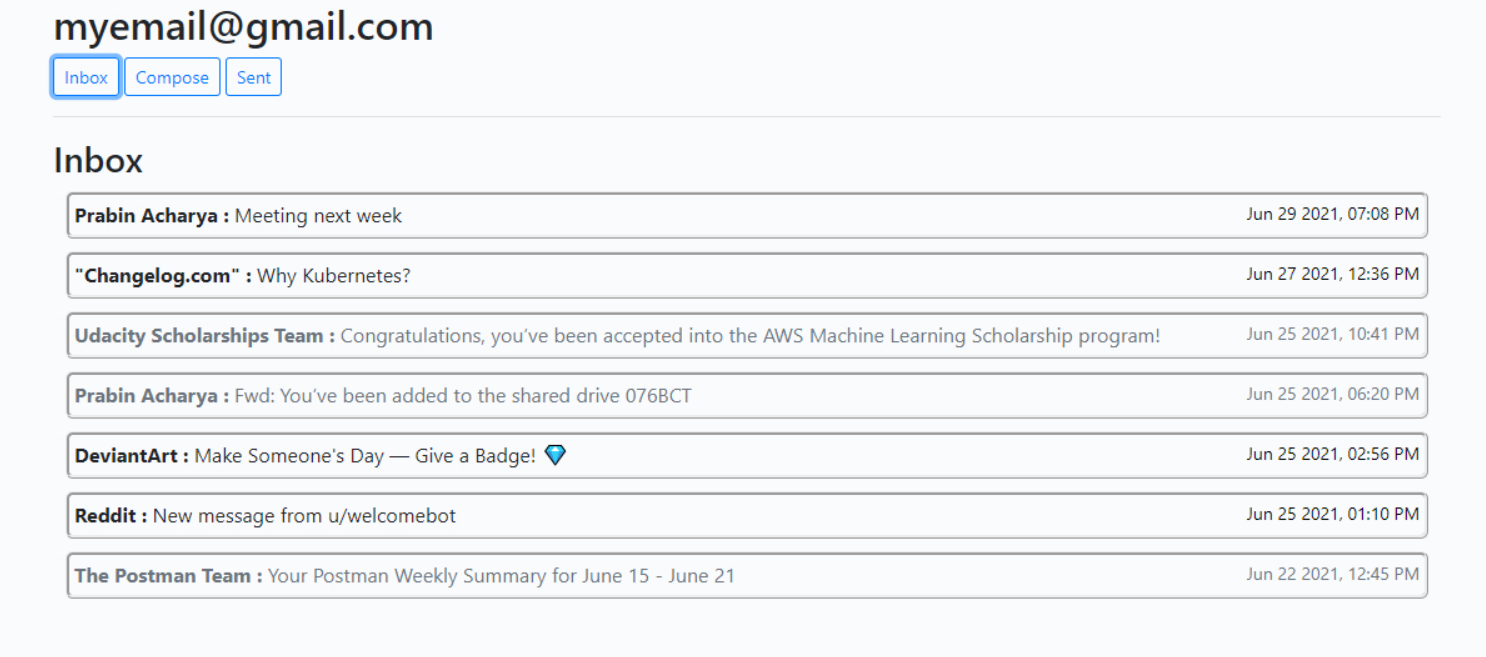 myemail@gmail.com
Inbox Compose Sent
Inbox
Prabin Acharya : Meeting next week Jun 29 2021, 07:08 PM
"Changelog.com" : Why Kubernetes? Jun 27 2021, 12:36 PM
Udacity Scholarships Team : Congratulations, you’ve been accepted into the AWS Machine Learning Scholarship program! Jun 25 2021, 10:41 PM
Prabin Acharya : Fwd: You’ve been added to the shared drive 076BCT Jun 25 2021, 06:20 PM
DeviantArt : Make Someone's Day — Give a Badge! 💎 Jun 25 2021, 02:56 PM
Reddit : New message from u/welcomebot Jun 25 2021, 01:10 PM
The Postman Team : Your Postman Weekly Summary for June 15 - June 21 Jun 22 2021, 12:45 PM